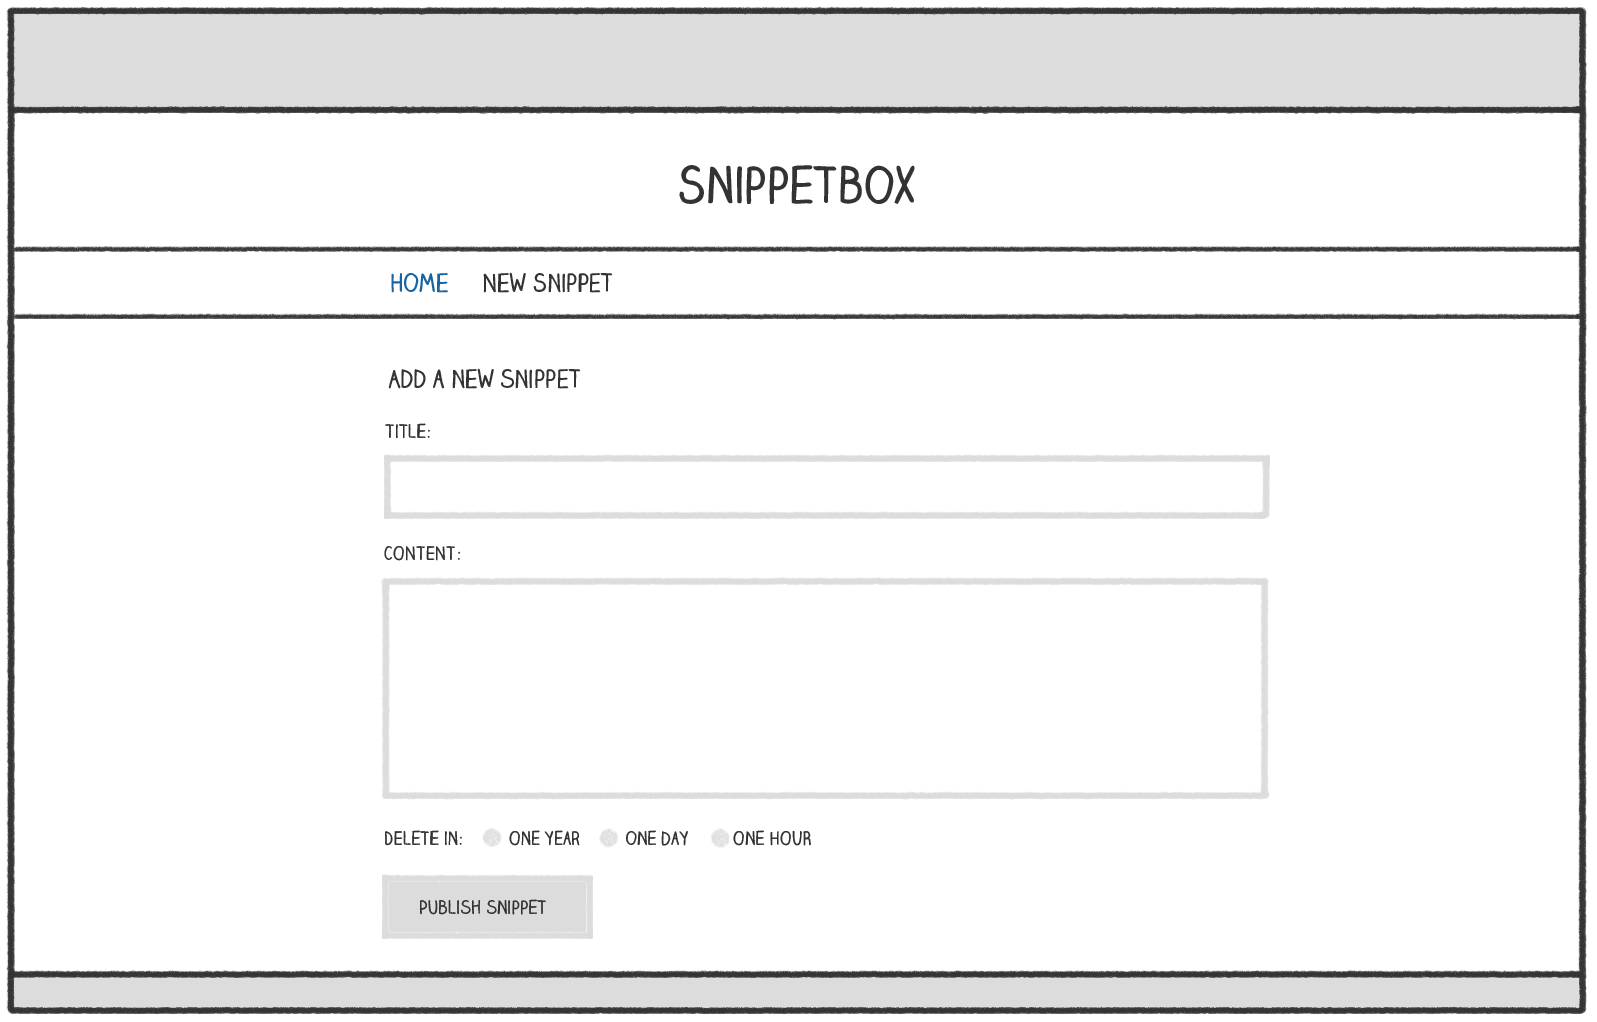 SNIPPETBOX
HOME NEW SNIPPET
ADD A NEW SNIPPET
TITLE:
CONTENT:
DELETE IN: ONE YEAR ONE DAY ONE HOUR
PUBLISH SNIPPET